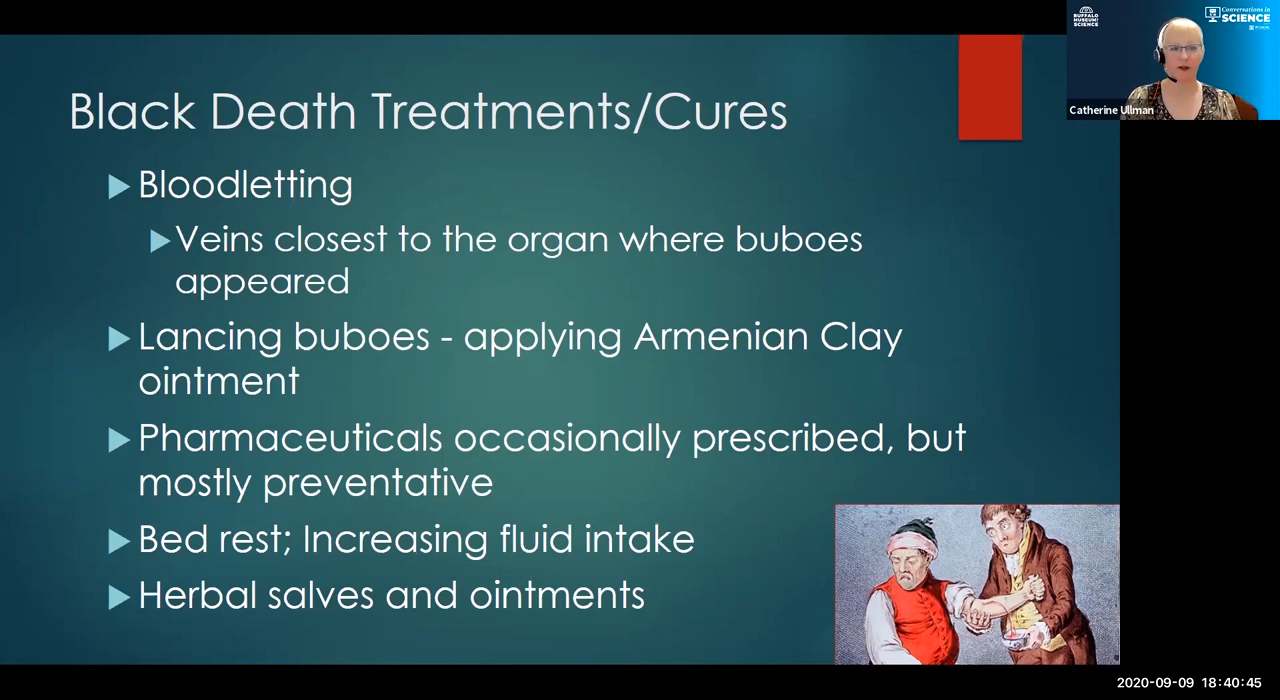 BUFFALO
MUSEUM OF
SCIENCE
Conversations in
SCIENCE
Catherine Ullman
Black Death Treatments/Cures
Bloodletting
Veins closest to the organ where buboes
appeared
Lancing buboes - applying Armenian Clay
ointment
Pharmaceuticals occasionally prescribed, but
mostly preventative
Bed rest; Increasing fluid intake
Herbal salves and ointments
2020-09-09 18:40:45